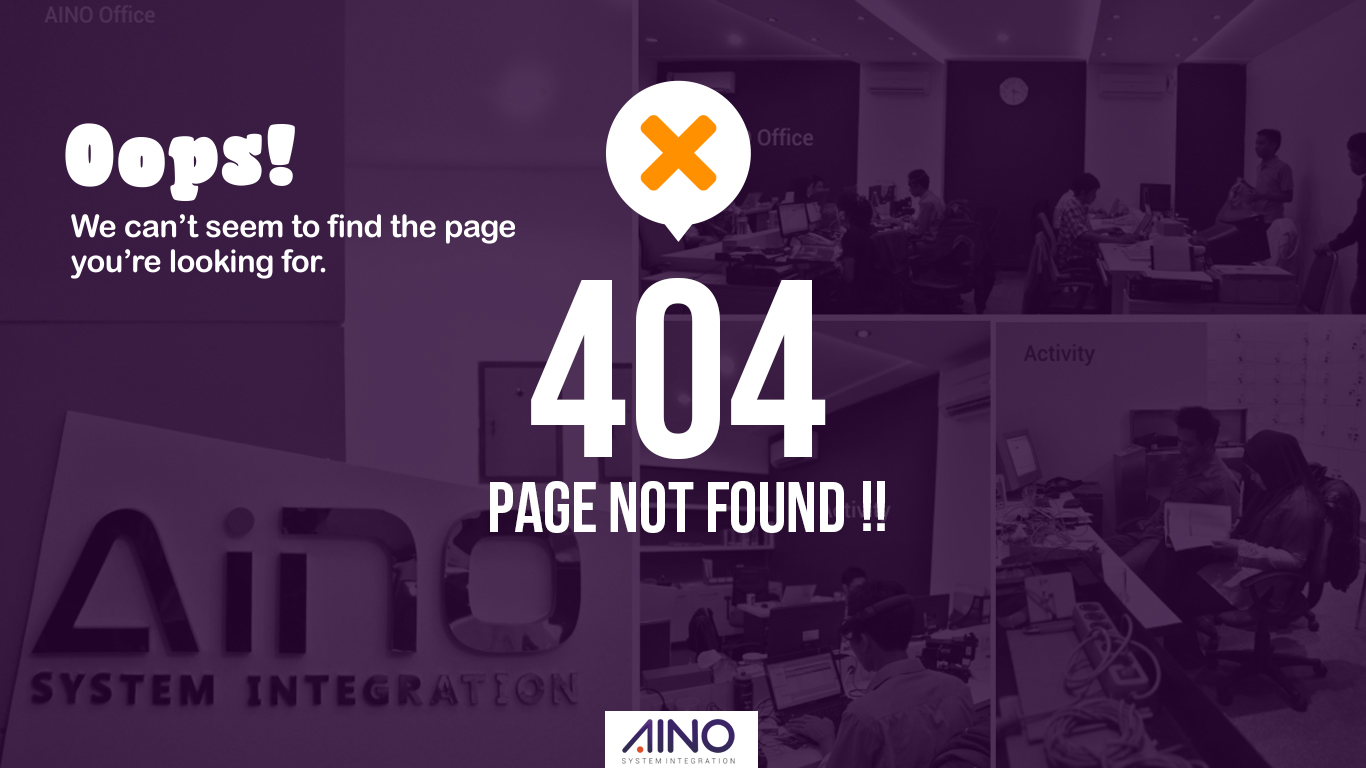 AINO Office
Oops!
We can't seem to find the page
you're looking for.
Office
404
PAGE NOT FOUND !!
Activity
Activity
AINO
SYSTEM INTEGRATION
AINO
SYSTEM INTEGRATION